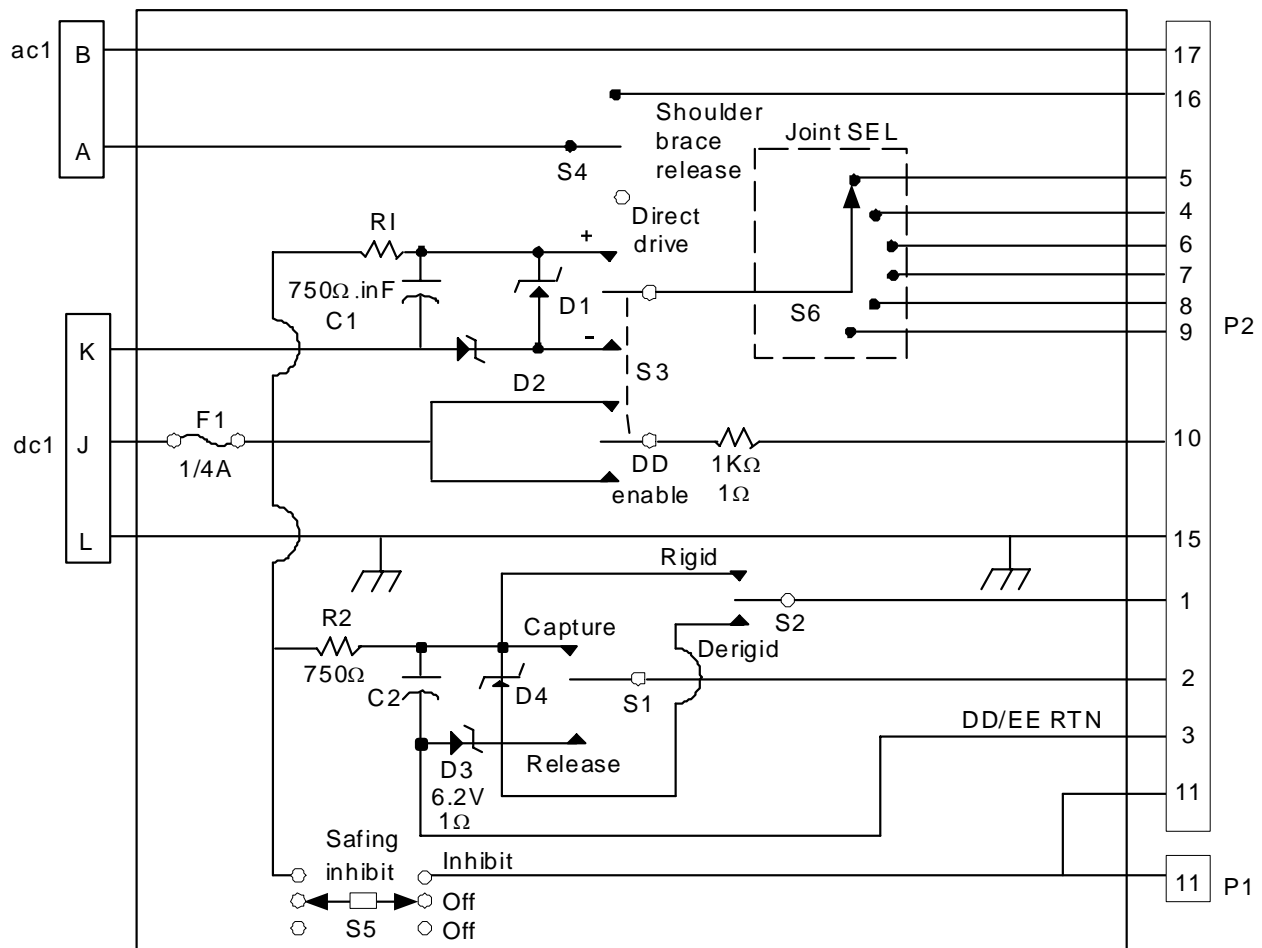 ac1
B
A
17
16
Shoulder
brace
release
S4
Joint SEL
5
4
6
7
8
9
P2
Direct
drive
R1
+
750Ω .inF
C1
D1
S6
-
K
D2
S3
dc1
J
F1
1/4A
DD
enable
1KΩ
1Ω
10
L
15
Rigid
1
S2
R2
750Ω
Capture
Derigid
C2
D4
S1
2
DD/EE RTN
3
D3
6.2V
1Ω
Release
11
Safing
inhibit
Inhibit
Off
Off
S5
11
P1